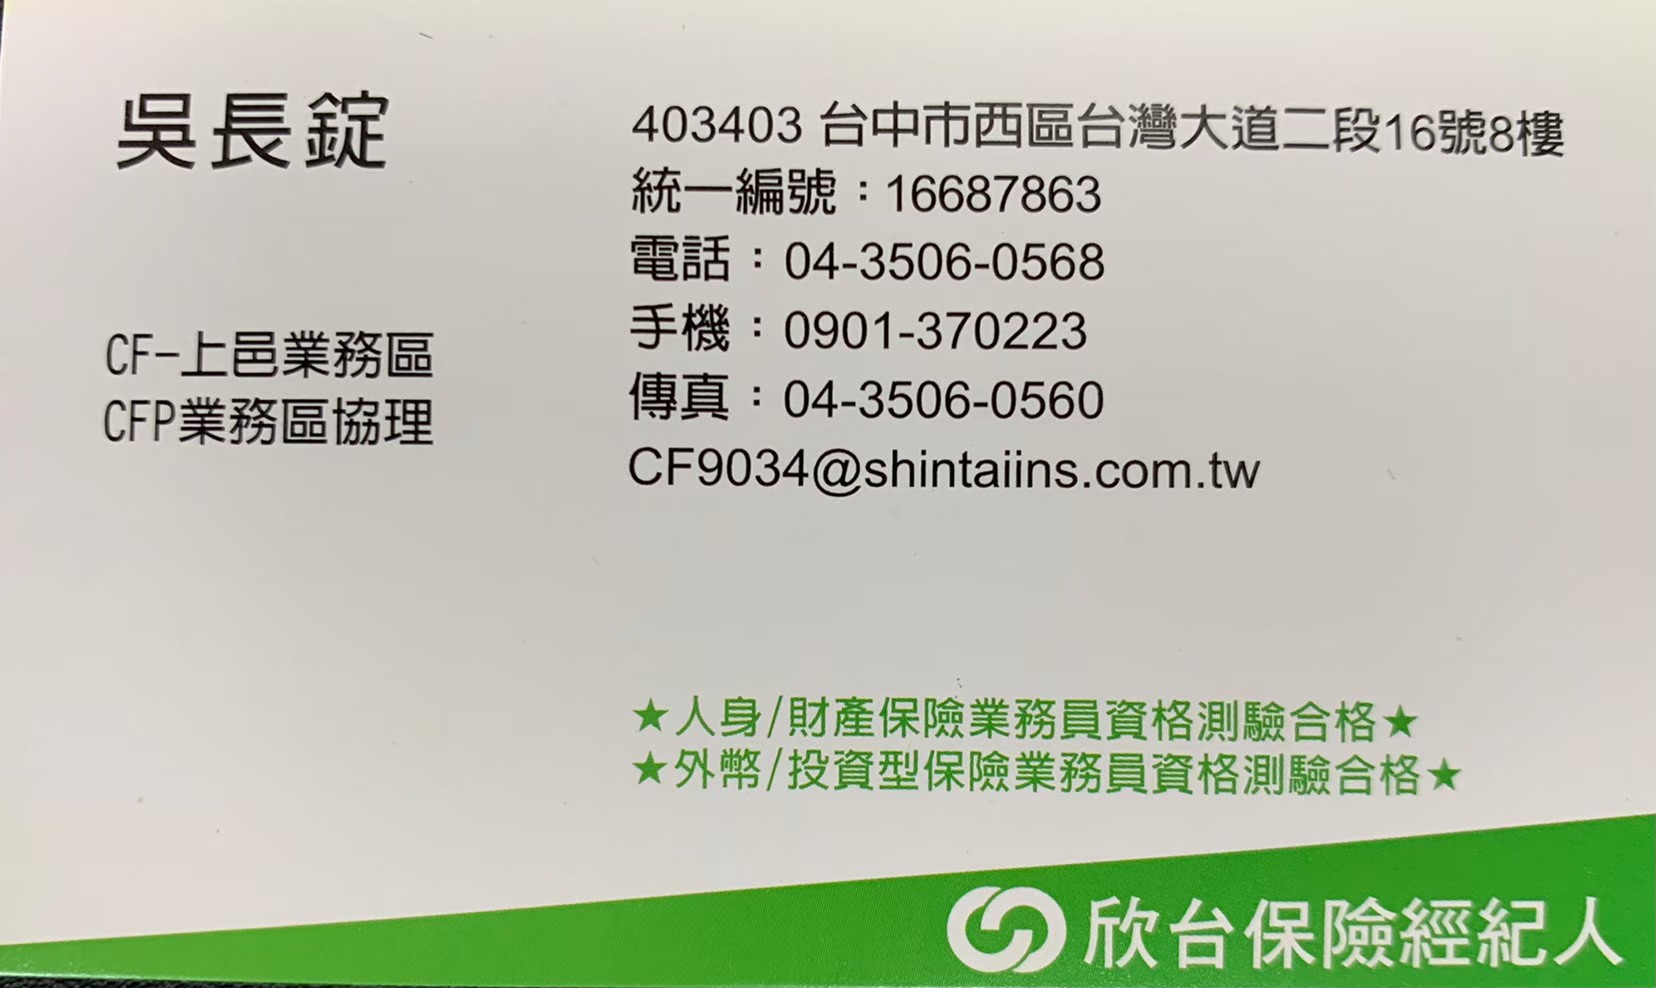 吳長錠
CF-上邑業務區
CFP業務區協理
403403 台中市西區台灣大道二段16號8樓
統一編號：16687863
電話：04-3506-0568
手機：0901-370223
傳真：04-3506-0560
CF9034@shintaiins.com.tw
★人身/財產保險業務員資格測驗合格★
★外幣/投資型保險業務員資格測驗合格★
欣台保險經紀人